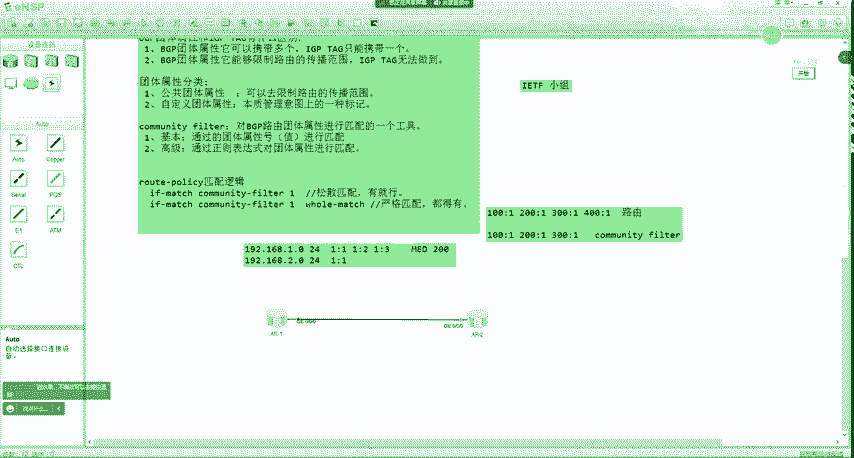 eNSP
1、BGP团体属性它可以携带多个，IGP TAG只能携带一个。
2、BGP团体属性它能够限制路由的传播范围，IGP TAG无法做到。
团体属性分类：
1、公共团体属性 ：可以去限制路由的传播范围。
2、自定义团体属性：本质管理意图上的一种标记。
community filter：对BGP路由团体属性进行匹配的一个工具。
1、基本：通过的团体属性号（值）进行匹配
2、高级：通过正则表达式对团体属性进行匹配。
route-policy匹配逻辑
if-match community-filter 1 //松散匹配，有就行。
if-match community-filter 1 whole-match //严格匹配，都得有。
IETF 小组
100:1 200:1 300:1 400:1 路由
100:1 200:1 300:1 community filter
192.168.1.0 24 1:1 1:2 1:3 MED 200
192.168.2.0 24 1:1
设备连线
Auto
Auto
Copper
Serial
POS
E1
ATM
CTL
Auto
自动选择接口连接设备。